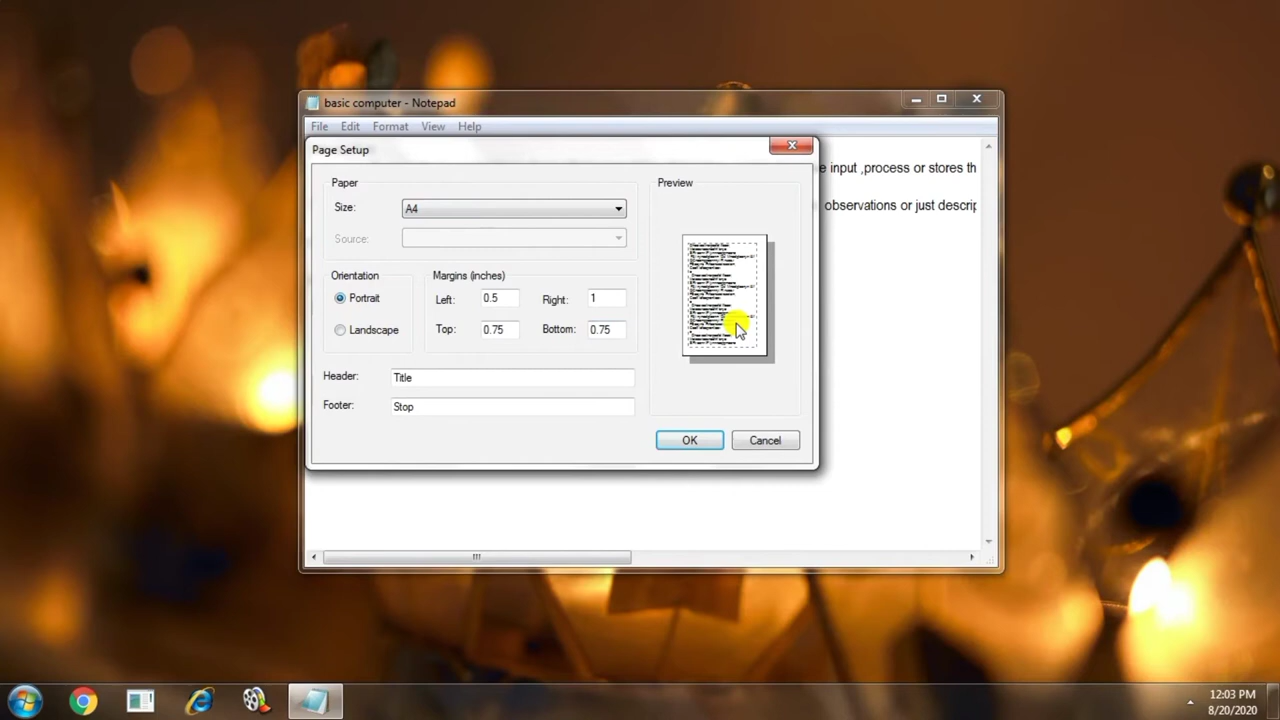 basic computer - Notepad
File Edit Format View Help
Page Setup
e input ,process or stores th
observations or just descrip
Paper
Size: A4
Source:
Preview
Orientation
Portrait
Landscape
Margins (inches)
Left: 0.5 Right: 1
Top: 0.75 Bottom: 0.75
Header: Title
Footer: Stop
OK Cancel
12:03 PM
8/20/2020